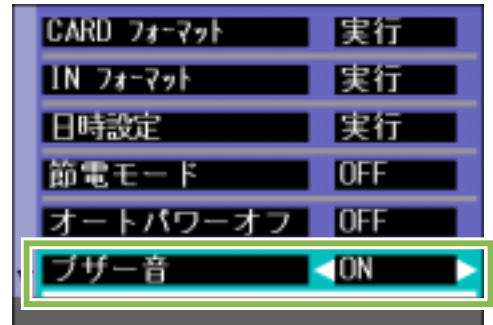 CARD ﾌｫｰﾏｯﾄ 実行
IN ﾌｫｰﾏｯﾄ 実行
日時設定 実行
節電モード OFF
オートパワーオフ OFF
ブザー音 ON